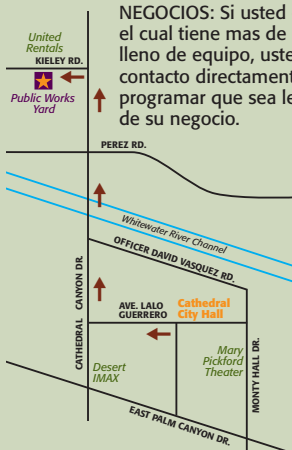 NEGOCIOS: Si usted
el cual tiene mas de
lleno de equipo, uste
contacto directament
programar que sea le
de su negocio.
United
Rentals
KIELEY RD.
Public Works
Yard
PEREZ RD.
Whitewater River Channel
OFFICER DAVID VASQUEZ RD.
CATHEDRAL CANYON DR.
AVE. LALO
GUERRERO
Cathedral
City Hall
Desert
IMAX
Mary
Pickford
Theater
MONTY HALL DR.
EAST PALM CANYON DR.